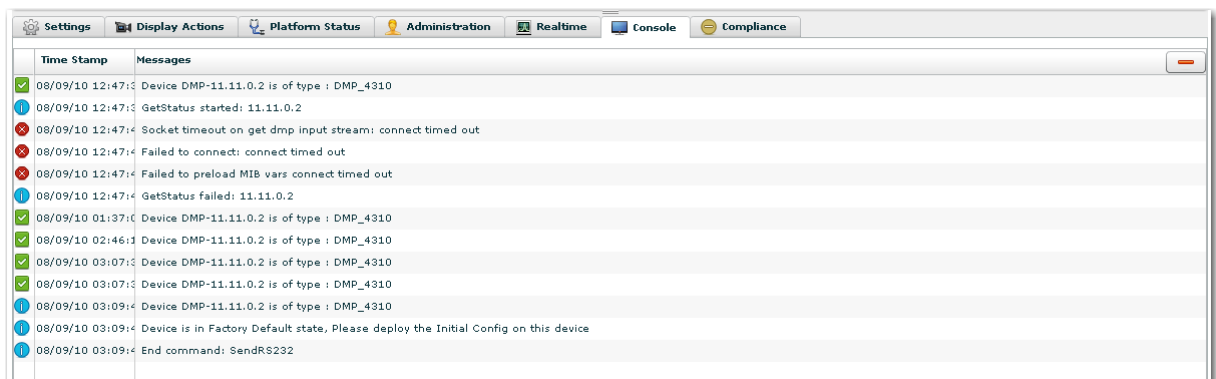 Settings Display Actions Platform Status Administration Realtime Console Compliance
Time Stamp Messages
08/09/10 12:47:3 Device DMP-11.11.0.2 is of type : DMP_4310
08/09/10 12:47:3 GetStatus started: 11.11.0.2
08/09/10 12:47:4 Socket timeout on get dmp input stream: connect timed out
08/09/10 12:47:4 Failed to connect: connect timed out
08/09/10 12:47:4 Failed to preload MIB vars connect timed out
08/09/10 12:47:4 GetStatus failed: 11.11.0.2
08/09/10 01:37:0 Device DMP-11.11.0.2 is of type : DMP_4310
08/09/10 02:46:1 Device DMP-11.11.0.2 is of type : DMP_4310
08/09/10 03:07:3 Device DMP-11.11.0.2 is of type : DMP_4310
08/09/10 03:07:3 Device DMP-11.11.0.2 is of type : DMP_4310
08/09/10 03:09:4 Device DMP-11.11.0.2 is of type : DMP_4310
08/09/10 03:09:4 Device is in Factory Default state, Please deploy the Initial Config on this device
08/09/10 03:09:4 End command: SendRS232